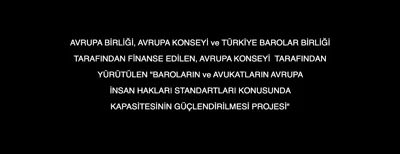 AVRUPA BİRLİĞİ, AVRUPA KONSEYİ ve TÜRKİYE BAROLAR BİRLİĞİ
TARAFINDAN FİNANSE EDİLEN, AVRUPA KONSEYİ TARAFINDAN
YÜRÜTÜLEN "BAROLARIN ve AVUKATLARIN AVRUPA
İNSAN HAKLARI STANDARTLARI KONUSUNDA
KAPASİTESİNİN GÜÇLENDİRİLMESİ PROJESİ"